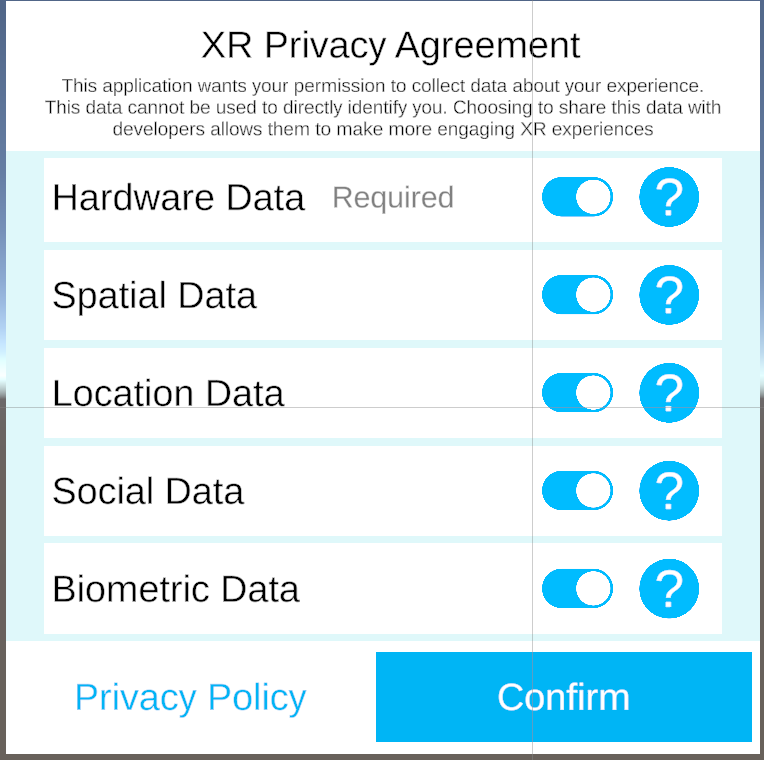 XR Privacy Agreement
This application wants your permission to collect data about your experience.
This data cannot be used to directly identify you. Choosing to share this data with
developers allows them to make more engaging XR experiences
Hardware Data Required ?
Spatial Data ?
Location Data ?
Social Data ?
Biometric Data ?
Privacy Policy Confirm